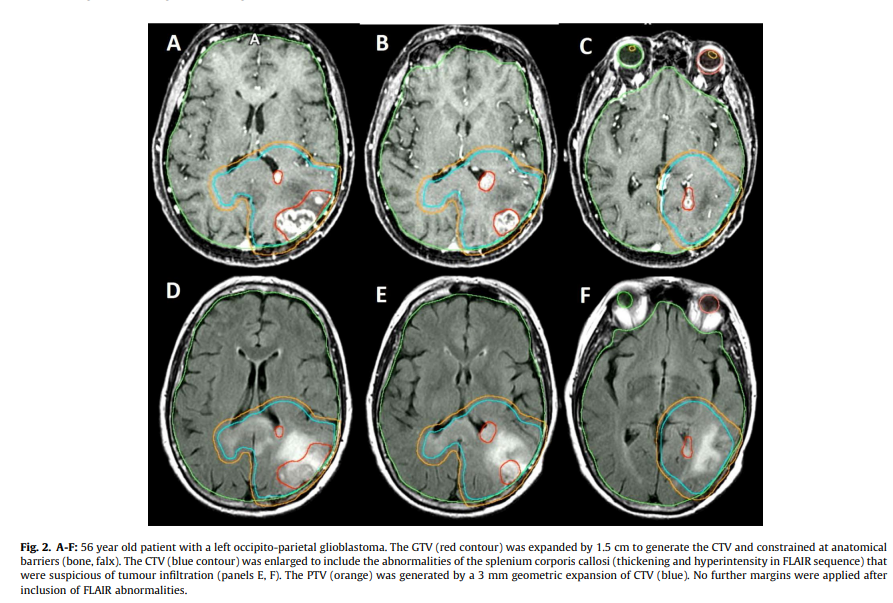 A
A
B
C
D
E
F
Fig. 2. A-F: 56 year old patient with a left occipito-parietal glioblastoma. The GTV (red contour) was expanded by 1.5 cm to generate the CTV and constrained at anatomical
barriers (bone, falx). The CTV (blue contour) was enlarged to include the abnormalities of the splenium corporis callosi (thickening and hyperintensity in FLAIR sequence) that
were suspicious of tumour infiltration (panels E, F). The PTV (orange) was generated by a 3 mm geometric expansion of CTV (blue). No further margins were applied after
inclusion of FLAIR abnormalities.